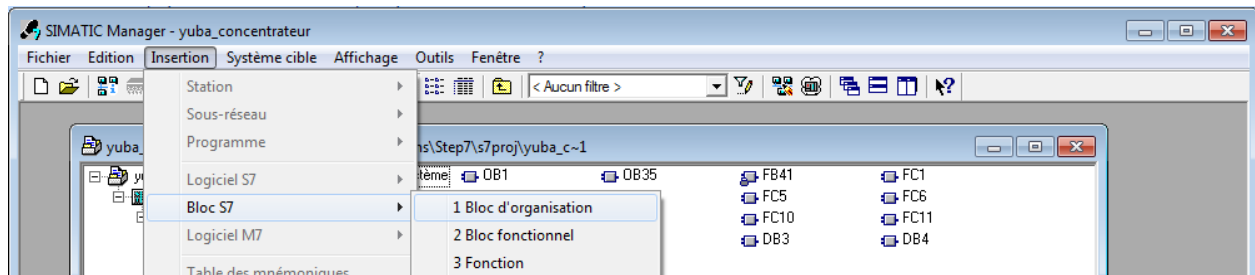 SIMATIC Manager - yuba_concentrateur
Fichier Edition Insertion Système cible Affichage Outils Fenêtre ?
Station < Aucun filtre >
Sous-réseau
Programme
yuba_ ns\Step7\s7proj\yuba_c~1
Logiciel S7 tème OB1 OB35 FB41 FC1
Bloc S7 1 Bloc d'organisation FC5 FC6
Logiciel M7 2 Bloc fonctionnel FC10 FC11
3 Fonction DB3 DB4
Table des mnémoniques